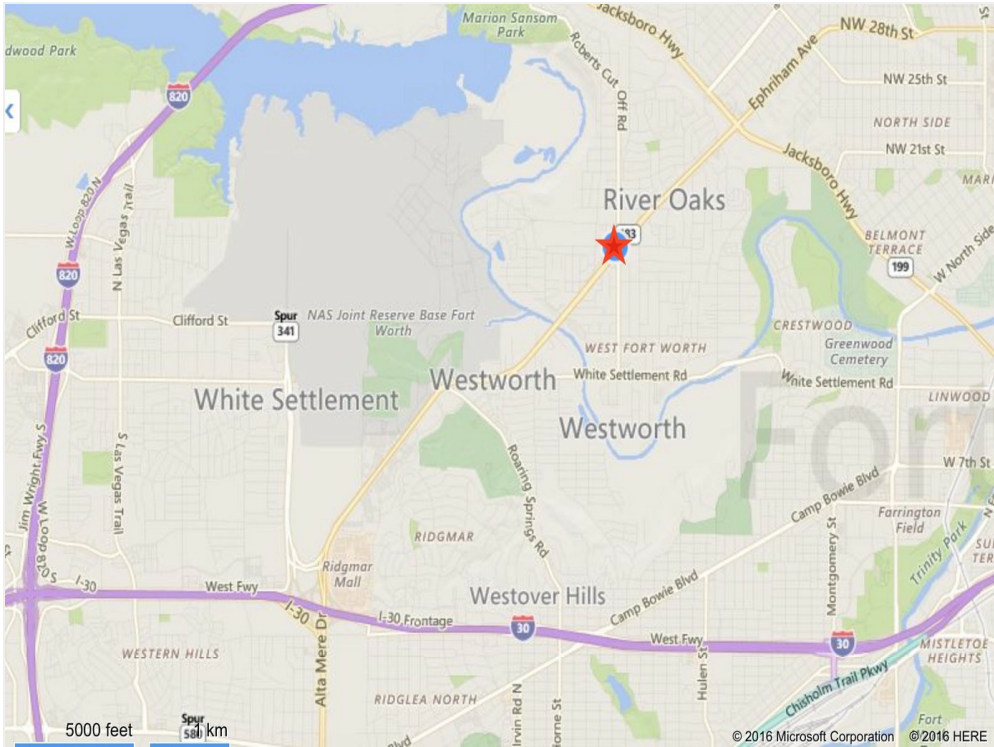 Marion Sansom
Park
dwood Park
Jacksboro Hwy
NW 28th St
St
Roberts Cut Off Rd
Ephriham Ave
820
NW 25th St
NORTH SIDE
NW 21st St
Jacksboro Hwy
W Loop 820 N
N Las Vegas Trail
River Oaks
183
BELMONT
TERRACE
199
W North Side
820
Clifford St
Clifford St
Spur
341
NAS Joint Reserve Base Fort
Worth
CRESTWOOD
Greenwood
Cemetery
WEST FORT WORTH
820
White Settlement Rd
White Settlement Rd
Westworth
White Settlement
LINWOOD
Fort
Westworth
S Las Vegas Trail
Jim Wright Fwy S
W Loop 820 S
Roaring Springs Rd
W 7th St
Camp Bowie Blvd
Farrington
Field
RIDGMAR
Ridgmar
Mall
Montgomery St
Trinity Park
I-30
West Fwy
I-30
I-30 Frontage
Westover Hills
Camp Bowie Blvd
30
West Fwy
30
MISTLETOE
HEIGHTS
WESTERN HILLS
Alta Mere Dr
Hulen St
Chisholm Trail Pkwy
RIDGLEA NORTH
Irvin Rd N
Horne St
Blvd
Fort
Spur
580
5000 feet
1 km
© 2016 Microsoft Corporation
© 2016 HERE